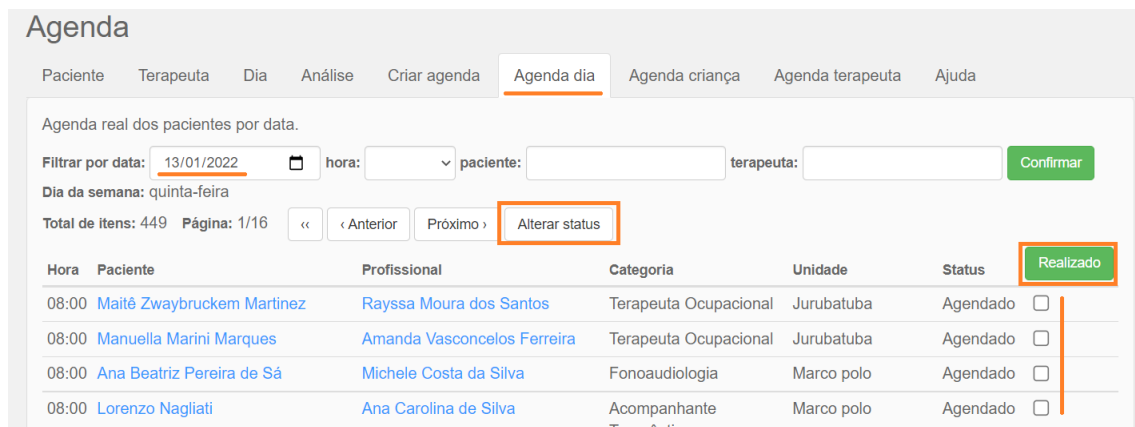 Agenda
Paciente Terapeuta Dia Análise Criar agenda Agenda dia Agenda criança Agenda terapeuta Ajuda
Agenda real dos pacientes por data.
Filtrar por data: 13/01/2022 hora: paciente: terapeuta: Confirmar
Dia da semana: quinta-feira
Total de itens: 449 Página: 1/16 ‹‹ ‹ Anterior Próximo › Alterar status
Hora Paciente Profissional Categoria Unidade Status Realizado
08:00 Maitê Zwaybruckem Martinez Rayssa Moura dos Santos Terapeuta Ocupacional Jurubatuba Agendado
08:00 Manuella Marini Marques Amanda Vasconcelos Ferreira Terapeuta Ocupacional Jurubatuba Agendado
08:00 Ana Beatriz Pereira de Sá Michele Costa da Silva Fonoaudiologia Marco polo Agendado
08:00 Lorenzo Nagliati Ana Carolina de Silva Acompanhante Marco polo Agendado